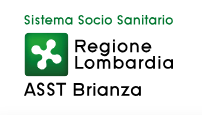 Sistema Socio Sanitario
Regione
Lombardia
ASST Brianza